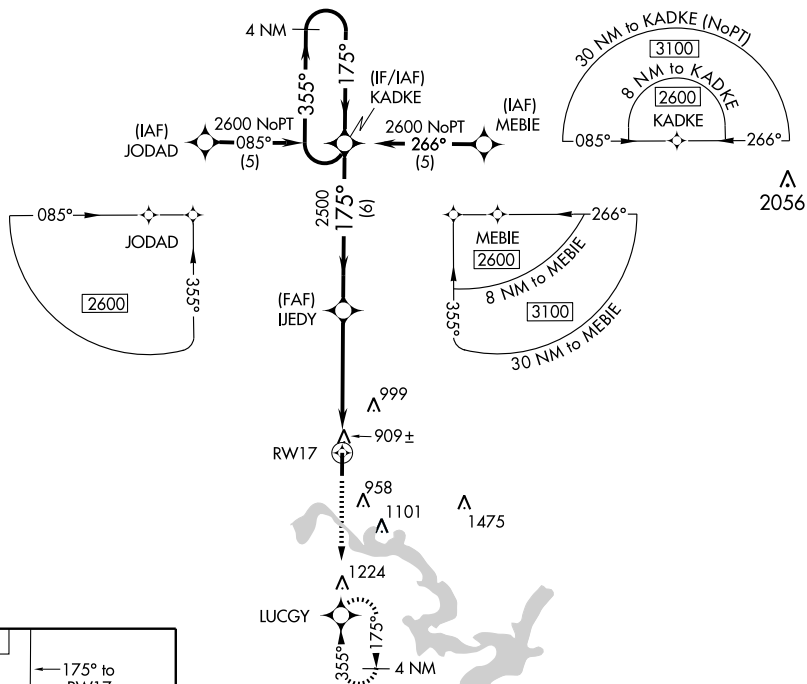 4 NM
355°
175°
(IF/IAF)
KADKE
(IAF)
JODAD
2600 NoPT
085°
(5)
2600 NoPT
266°
(5)
(IAF)
MEBIE
30 NM to KADKE (NoPT)
3100
8 NM to KADKE
2600
KADKE
085°
266°
2056
2500
175°
(6)
085°
JODAD
2600
355°
266°
MEBIE
2600
8 NM to MEBIE
355°
3100
30 NM to MEBIE
(FAF)
IJEDY
999
909±
RW17
958
1101
1475
1224
LUCGY
355°
175°
4 NM
175° to
RW17